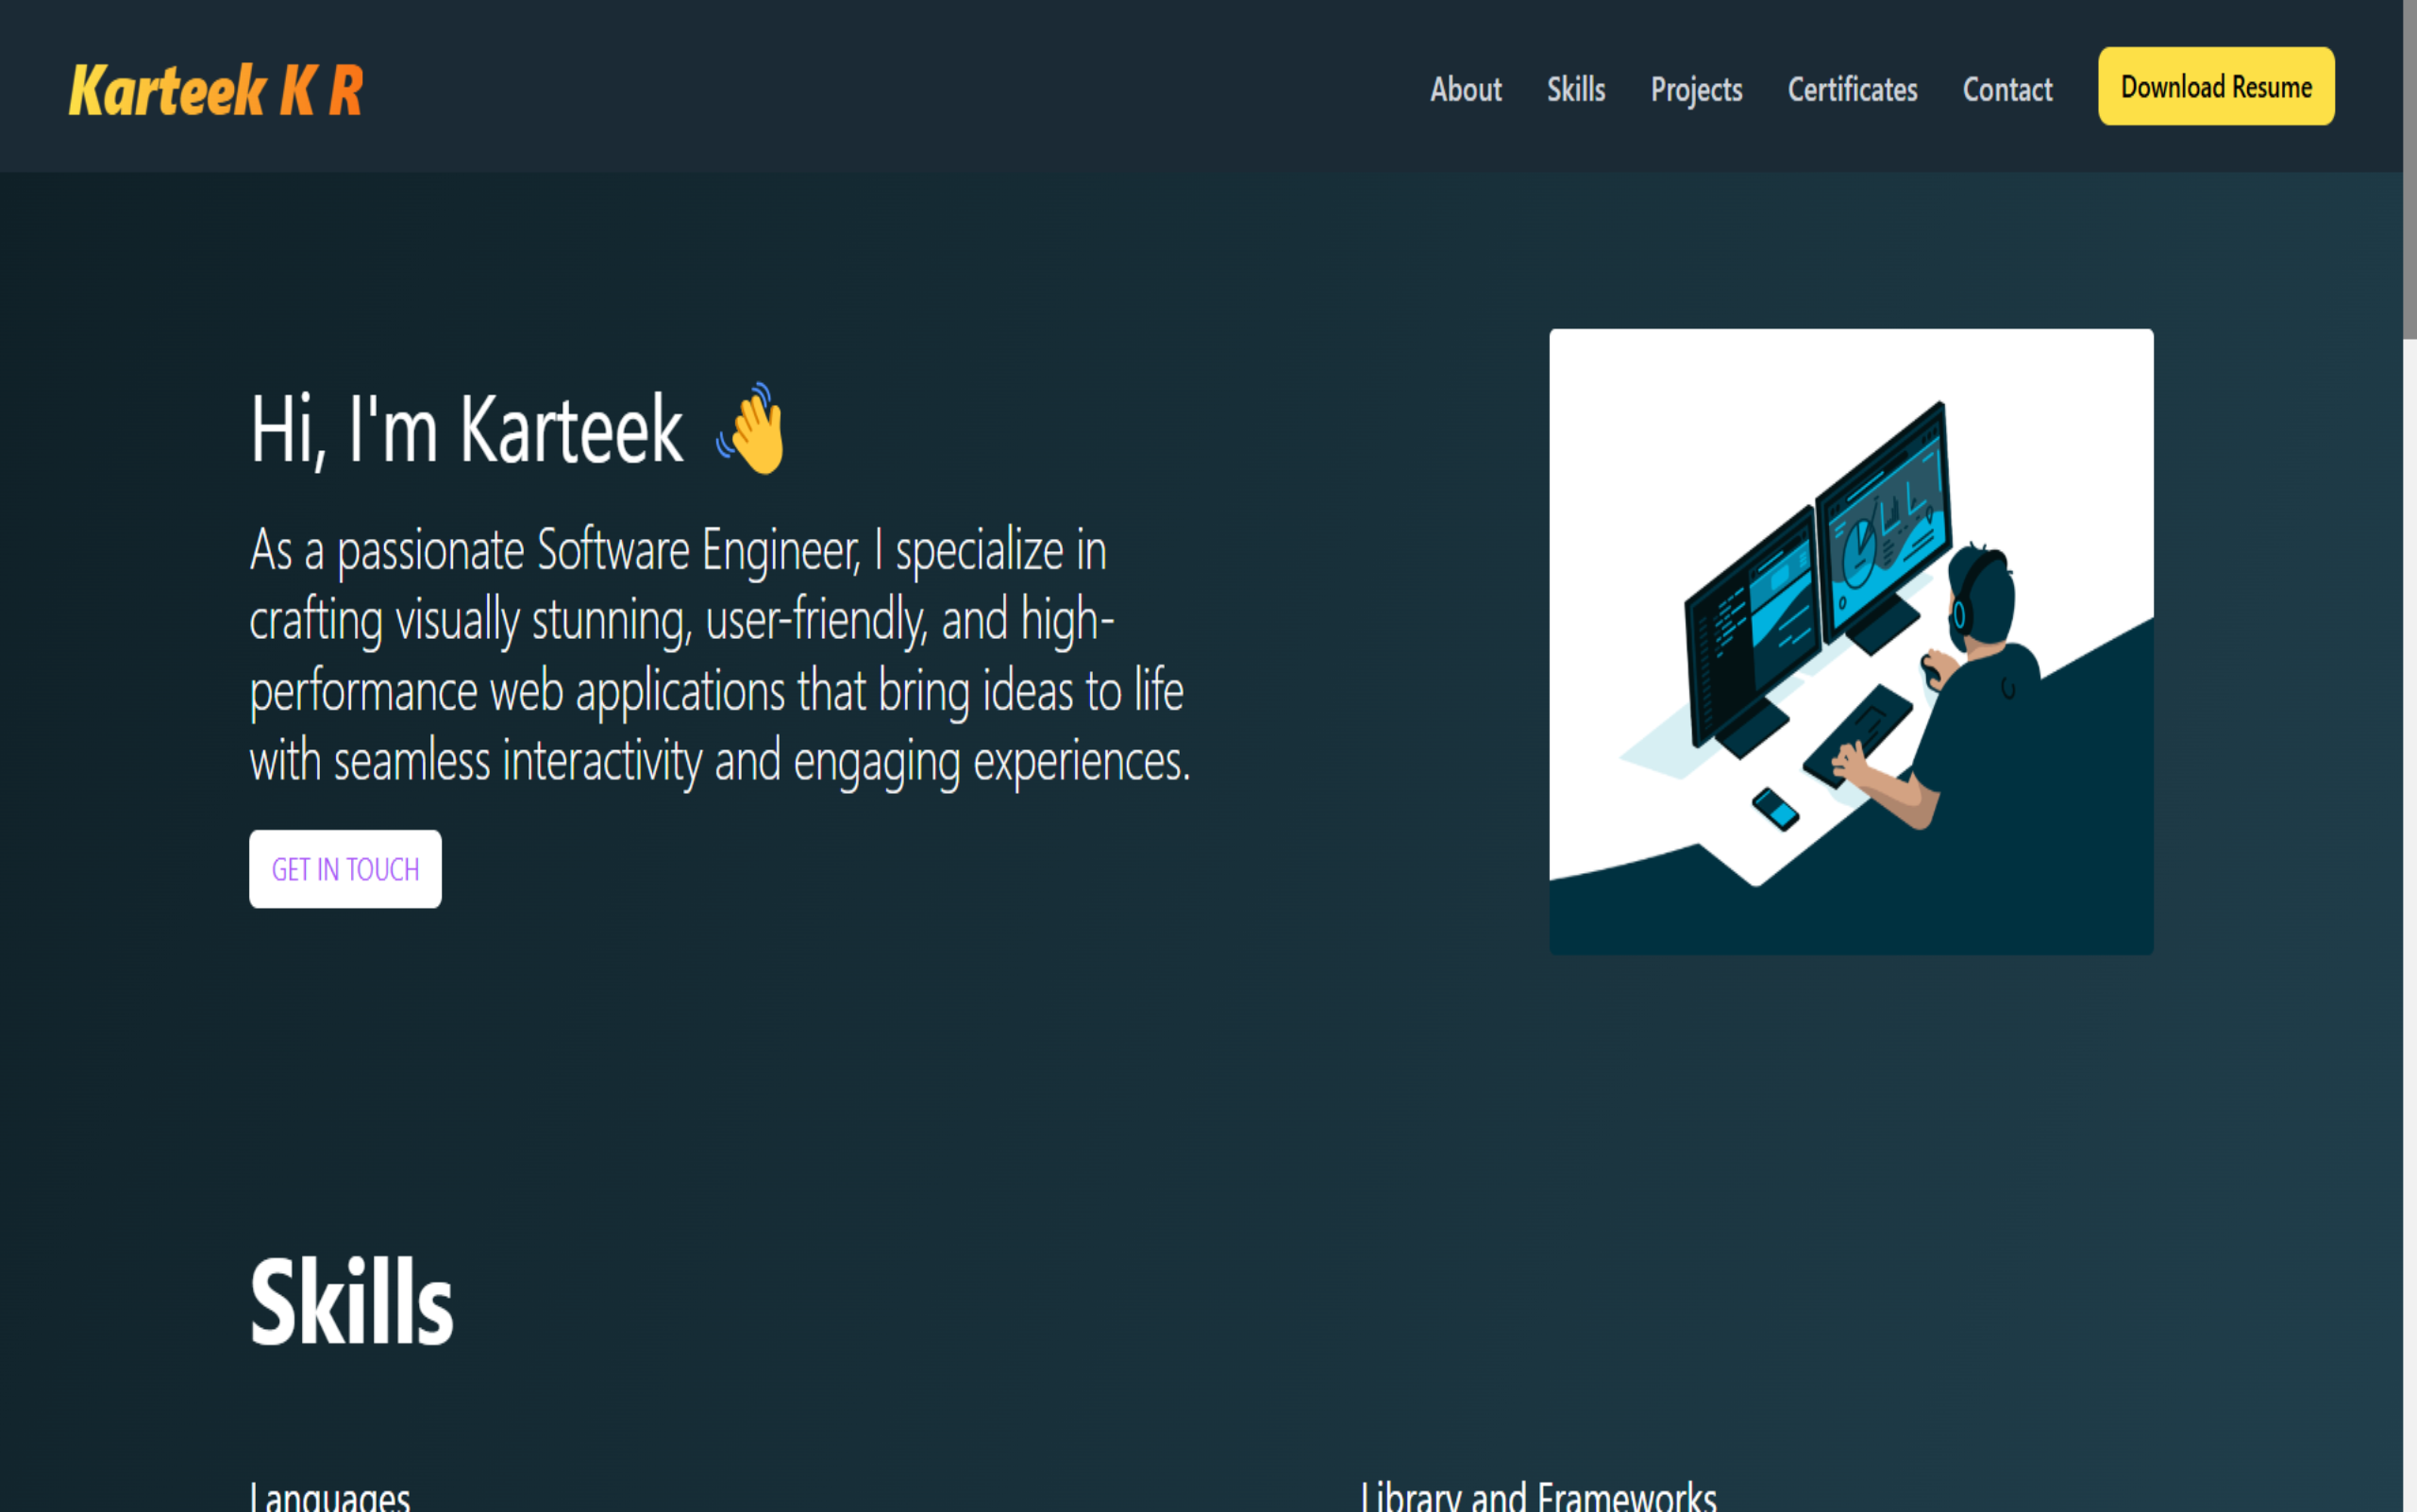 Karteek K R
About Skills Projects Certificates Contact Download Resume
Hi, I'm Karteek 👋
As a passionate Software Engineer, I specialize in
crafting visually stunning, user-friendly, and high-
performance web applications that bring ideas to life
with seamless interactivity and engaging experiences.
GET IN TOUCH
Skills
Languages
Library and Frameworks